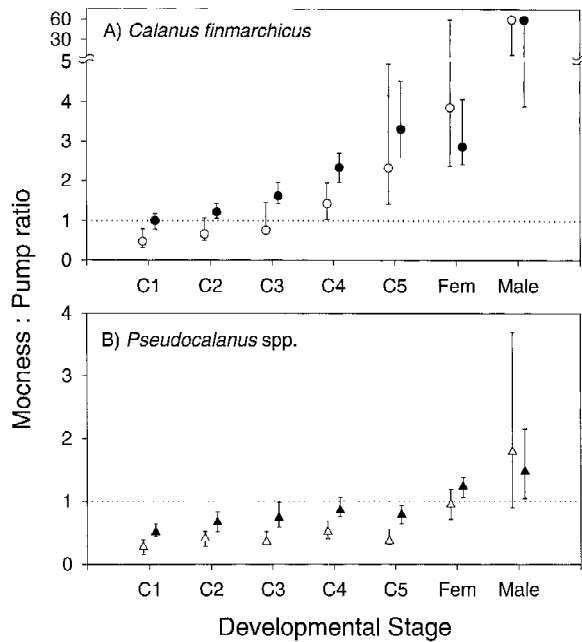 A) Calanus finmarchicus
60
30
5
4
3
2
1
0
C1 C2 C3 C4 C5 Fem Male
Mocness : Pump ratio
B) Pseudocalanus spp.
4
3
2
1
0
C1 C2 C3 C4 C5 Fem Male
Developmental Stage